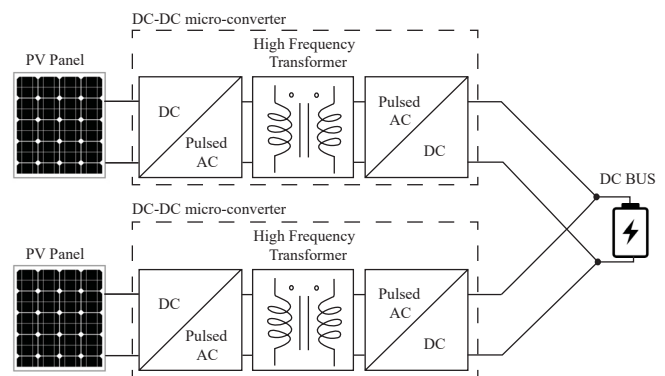 DC-DC micro-converter
PV Panel
High Frequency
Transformer
DC
Pulsed
AC
Pulsed
AC
DC
DC BUS
DC-DC micro-converter
PV Panel
High Frequency
Transformer
DC
Pulsed
AC
Pulsed
AC
DC